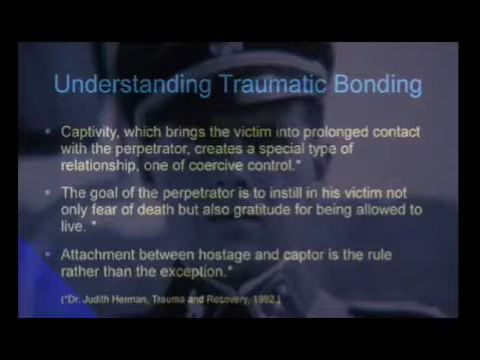 Understanding Traumatic Bonding
Captivity, which brings the victim into prolonged contact
with the perpetrator, creates a special type of
relationship, one of coercive control.*
The goal of the perpetrator is to instill in his victim not
only fear of death but also gratitude for being allowed to
live. *
Attachment between hostage and captor is the rule
rather than the exception.*
(*Dr. Judith Herman, Trauma and Recovery, 1992.)